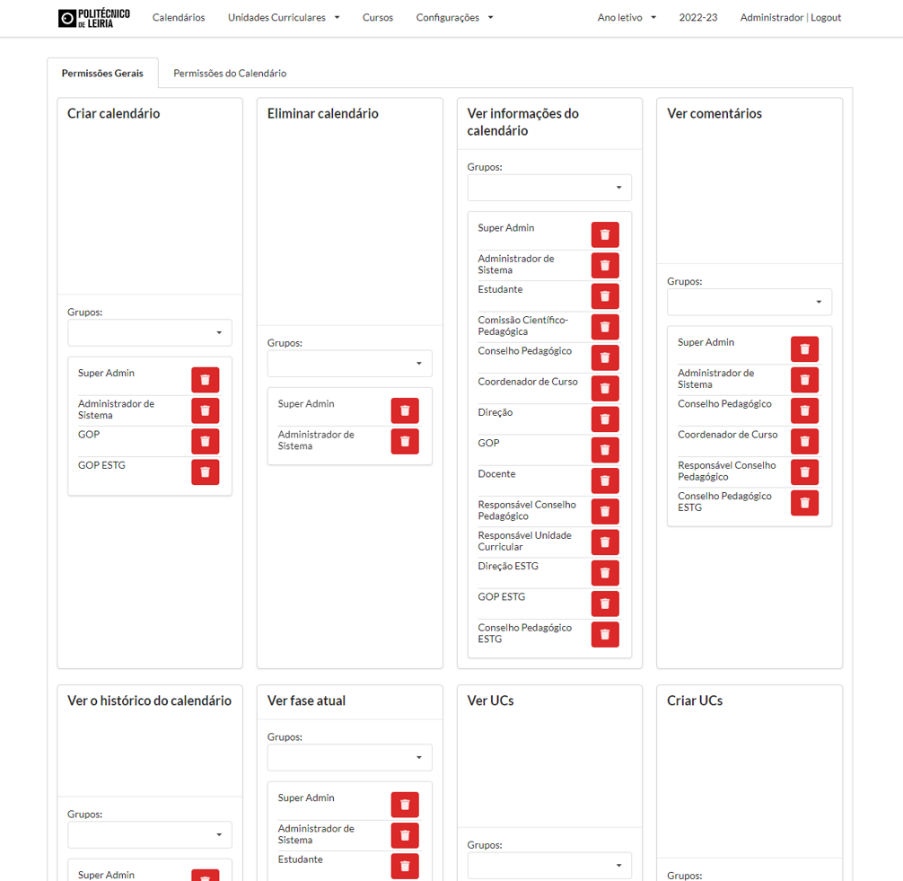 POLITÉCNICO
DE LEIRIA
Calendários
Unidades Curriculares
Cursos
Configurações
Ano letivo
2022-23
Administrador | Logout
Permissões Gerais
Permissões do Calendário
Criar calendário
Grupos:
Super Admin
Administrador de
Sistema
GOP
GOP ESTG
Eliminar calendário
Grupos:
Super Admin
Administrador de
Sistema
Ver informações do
calendário
Grupos:
Super Admin
Administrador de
Sistema
Estudante
Comissão Científico-
Pedagógica
Conselho Pedagógico
Coordenador de Curso
Direção
GOP
Docente
Responsável Conselho
Pedagógico
Responsável Unidade
Curricular
Direção ESTG
GOP ESTG
Conselho Pedagógico
ESTG
Ver comentários
Grupos:
Super Admin
Administrador de
Sistema
Conselho Pedagógico
Coordenador de Curso
Responsável Conselho
Pedagógico
Conselho Pedagógico
ESTG
Ver o histórico do calendário
Grupos:
Super Admin
Ver fase atual
Grupos:
Super Admin
Administrador de
Sistema
Estudante
Ver UCs
Grupos:
Criar UCs
Grupos: